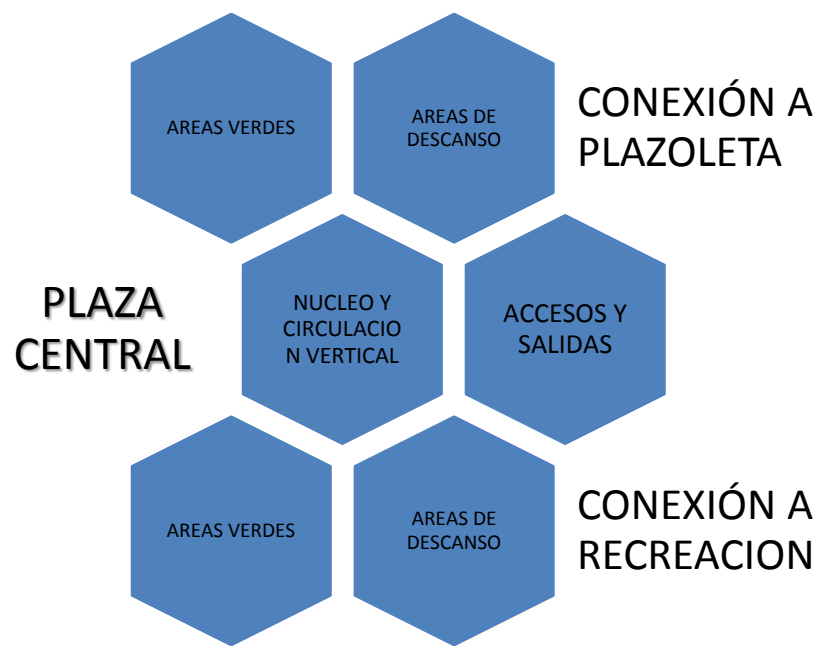 AREAS VERDES
AREAS DE
DESCANSO
CONEXIÓN A
PLAZOLETA
PLAZA
CENTRAL
NUCLEO Y
CIRCULACIO
N VERTICAL
ACCESOS Y
SALIDAS
AREAS VERDES
AREAS DE
DESCANSO
CONEXIÓN A
RECREACION